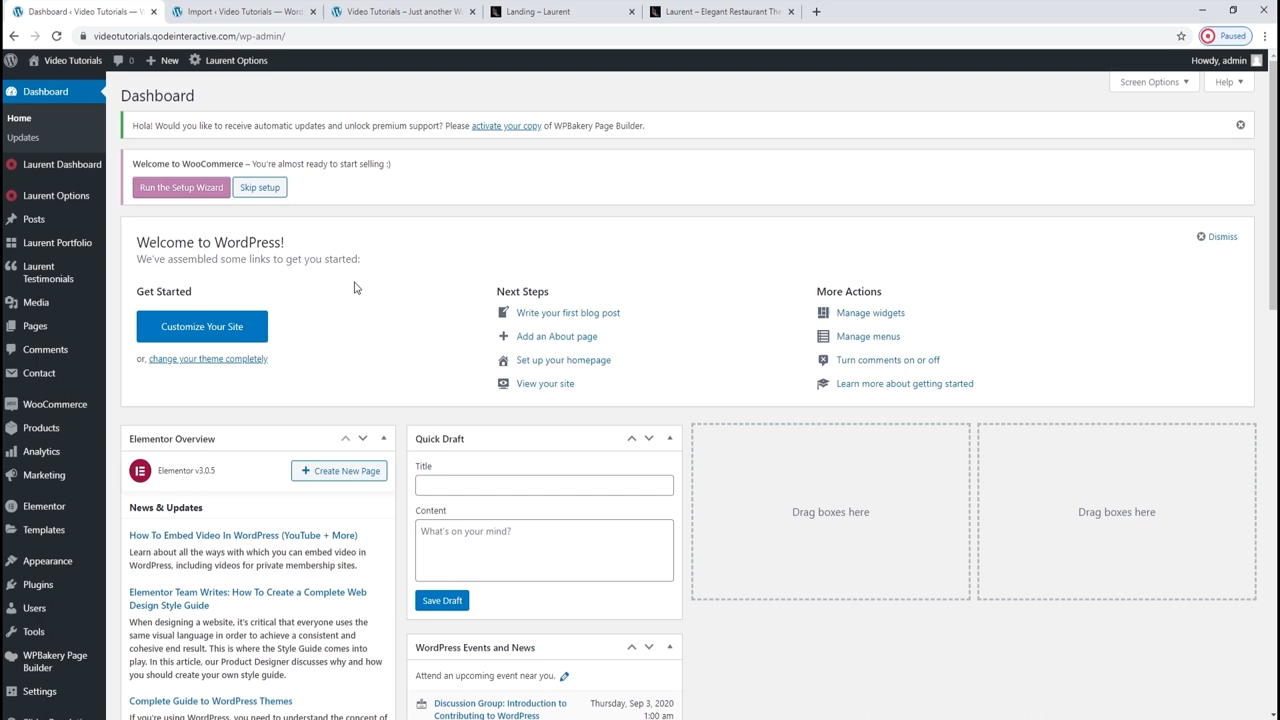 Dashboard ‹ Video Tutorials — W
Import ‹ Video Tutorials — Word
Video Tutorials – Just another W
Landing – Laurent
Laurent – Elegant Restaurant The
videotutorials.qodeinteractive.com/wp-admin/
Paused
Video Tutorials
0
New
Laurent Options
Howdy, admin
Dashboard
Home
Updates
Laurent Dashboard
Laurent Options
Posts
Laurent Portfolio
Laurent
Testimonials
Media
Pages
Comments
Contact
WooCommerce
Products
Analytics
Marketing
Elementor
Templates
Appearance
Plugins
Users
Tools
WPBakery Page
Builder
Settings
Screen Options
Help
Dashboard
Hola! Would you like to receive automatic updates and unlock premium support? Please activate your copy of WPBakery Page Builder.
Welcome to WooCommerce – You're almost ready to start selling :)
Run the Setup Wizard
Skip setup
Welcome to WordPress!
Dismiss
We've assembled some links to get you started:
Get Started
Customize Your Site
or, change your theme completely
Next Steps
Write your first blog post
Add an About page
Set up your homepage
View your site
More Actions
Manage widgets
Manage menus
Turn comments on or off
Learn more about getting started
Elementor Overview
Elementor v3.0.5
+ Create New Page
News & Updates
How To Embed Video In WordPress (YouTube + More)
Learn about all the ways with which you can embed video in
WordPress, including videos for private membership sites.
Elementor Team Writes: How To Create a Complete Web
Design Style Guide
When designing a website, it's critical that everyone uses the
same visual language in order to achieve a consistent and
cohesive end result. This is where the Style Guide comes into
play. In this article, our Product Designer discusses why and how
you should create your own style guide.
Complete Guide to WordPress Themes
If you're using WordPress, you need to understand the concept of
Quick Draft
Title
Content
What's on your mind?
Save Draft
WordPress Events and News
Attend an upcoming event near you.
Discussion Group: Introduction to
Contributing to WordPress
Thursday, Sep 3, 2020
1:00 am
Drag boxes here
Drag boxes here